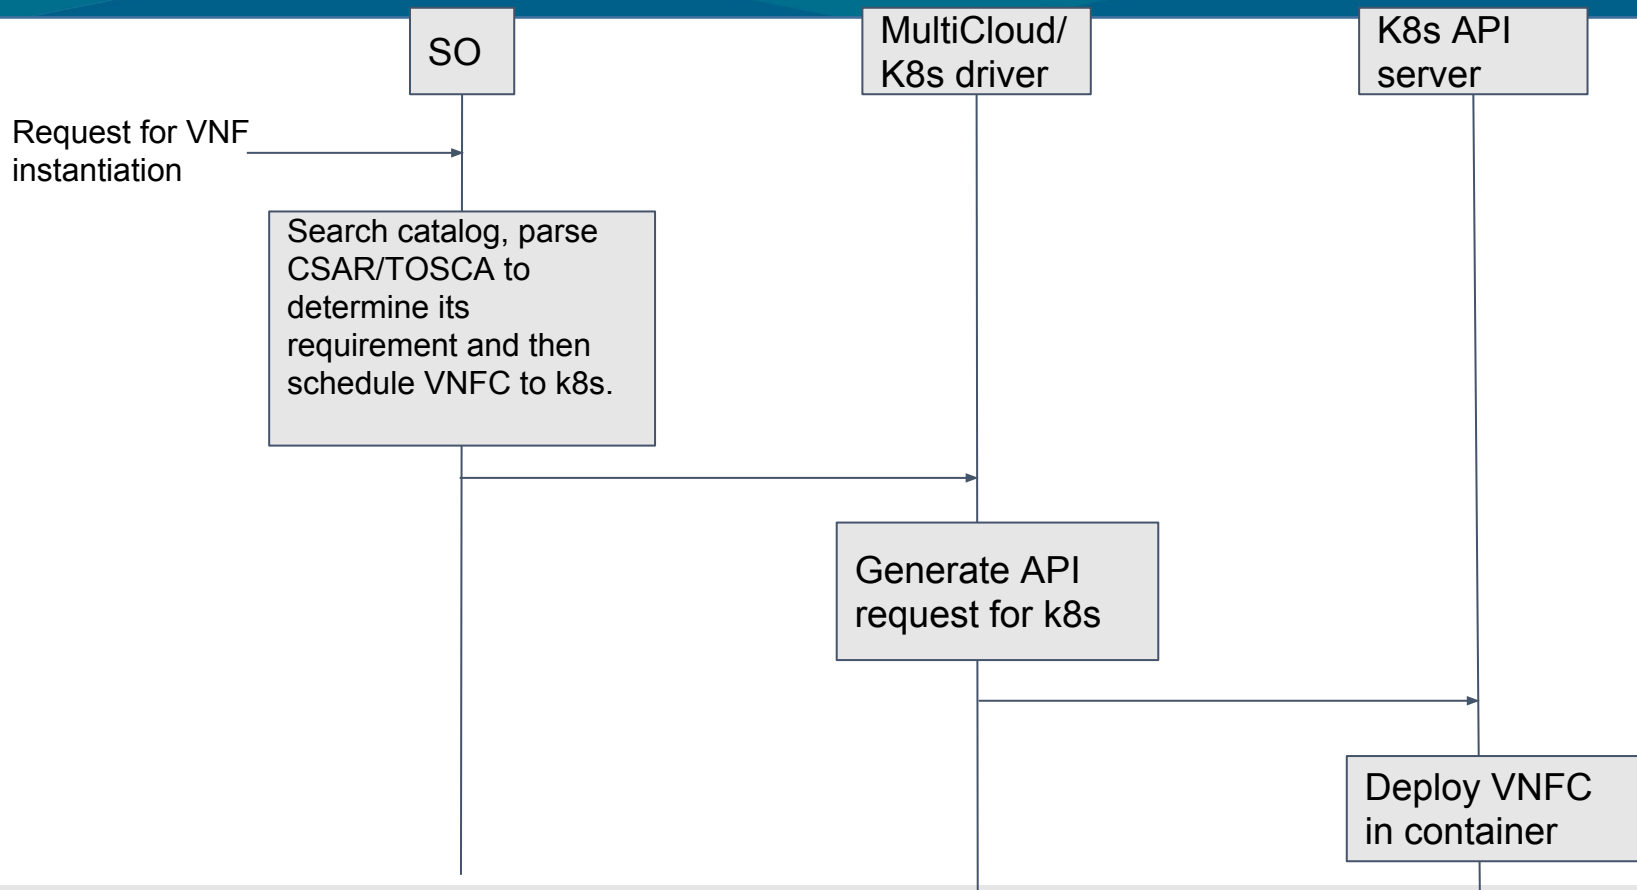 SO
MultiCloud/
K8s driver
K8s API
server
Request for VNF
instantiation
Search catalog, parse
CSAR/TOSCA to
determine its
requirement and then
schedule VNFC to k8s.
Generate API
request for k8s
Deploy VNFC
in container